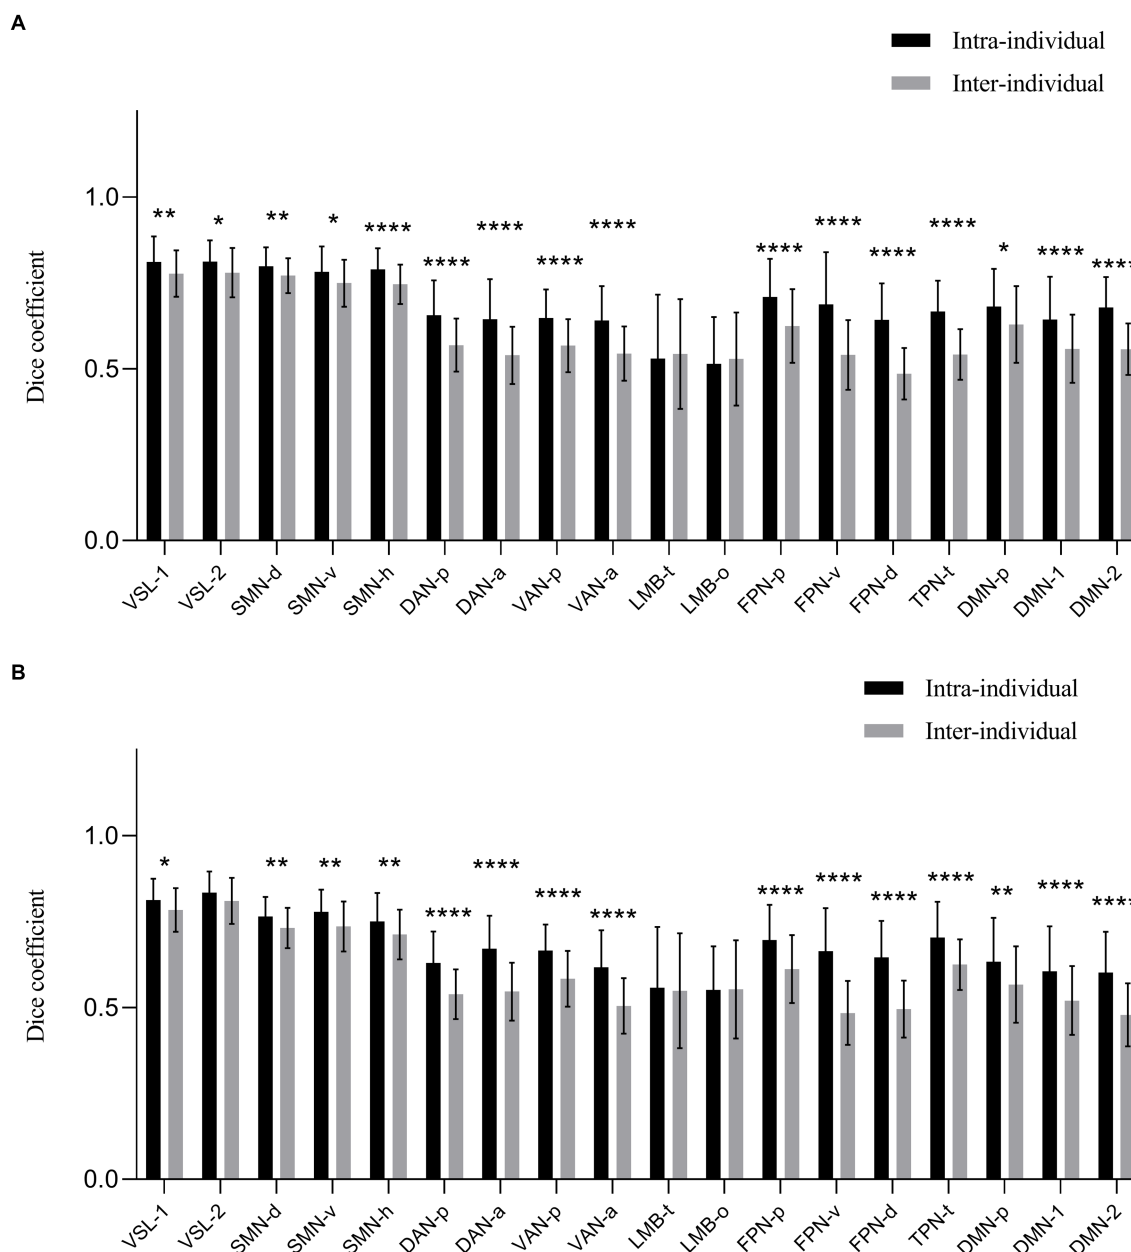 A
Intra-individual
Inter-individual
Dice coefficient
1.0
0.5
0.0
** * ** * **** **** **** **** **** **** **** **** **** * **** ****
VSL-1 VSL-2 SMN-d SMN-v SMN-h DAN-p DAN-a VAN-p VAN-a LMB-t LMB-o FPN-p FPN-v FPN-d TPN-t DMN-p DMN-1 DMN-2
B
Intra-individual
Inter-individual
Dice coefficient
1.0
0.5
0.0
* ** ** ** **** **** **** **** **** **** **** **** ** **** ****
VSL-1 VSL-2 SMN-d SMN-v SMN-h DAN-p DAN-a VAN-p VAN-a LMB-t LMB-o FPN-p FPN-v FPN-d TPN-t DMN-p DMN-1 DMN-2